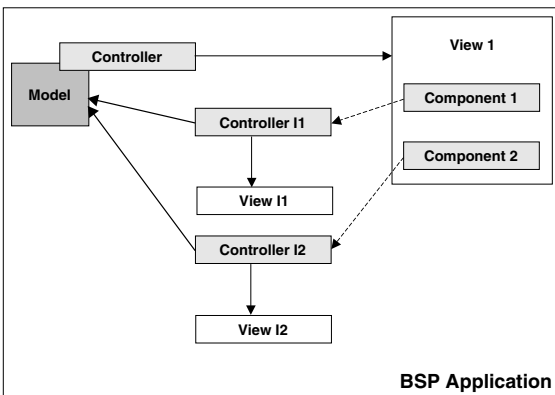 Controller
View 1
Model
Component 1
Controller I1
Component 2
View I1
Controller I2
View I2
BSP Application